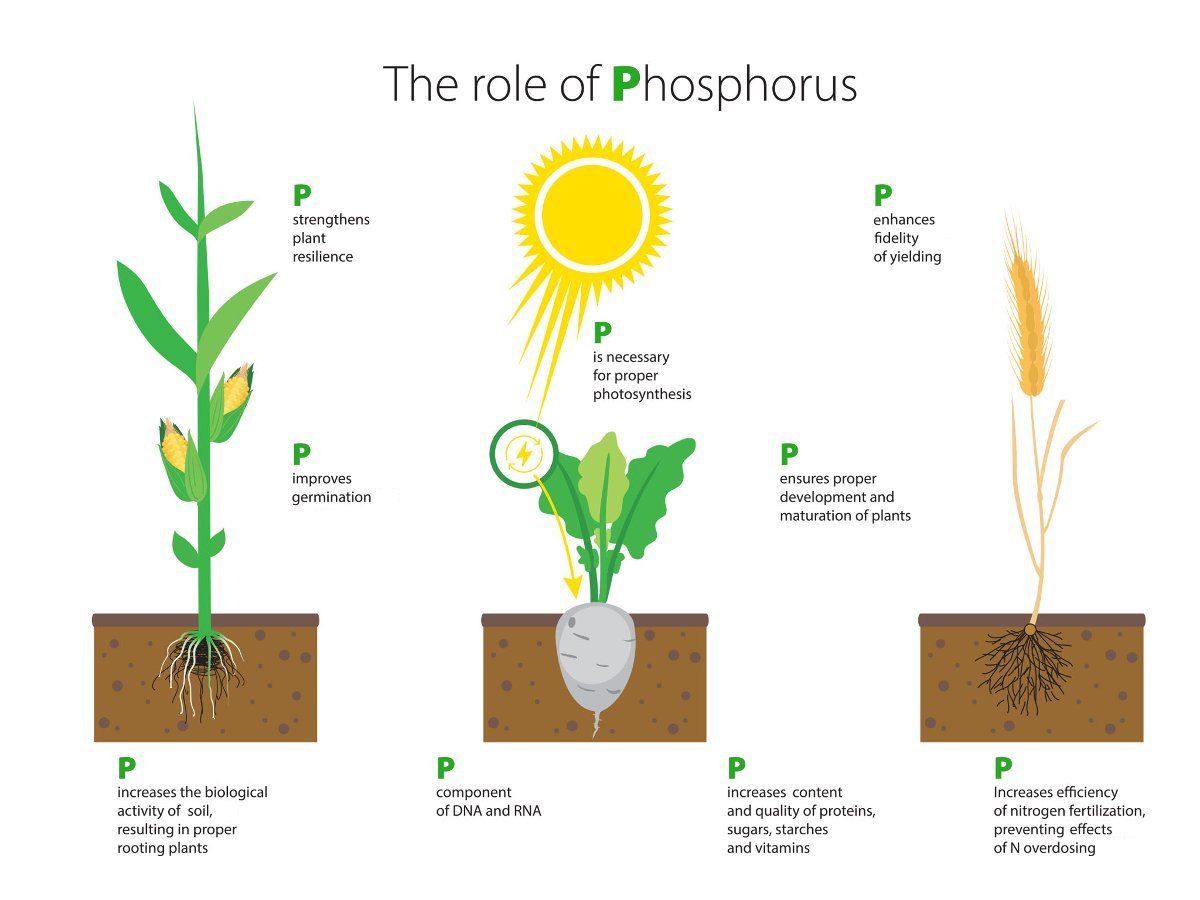 The role of Phosphorus
P
strengthens
plant
resilience
P
enhances
fidelity
of yielding
P
is necessary
for proper
photosynthesis
P
improves
germination
P
ensures proper
development and
maturation of plants
P
increases the biological
activity of soil,
resulting in proper
rooting plants
P
component
of DNA and RNA
P
increases content
and quality of proteins,
sugars, starches
and vitamins
P
Increases efficiency
of nitrogen fertilization,
preventing effects
of N overdosing